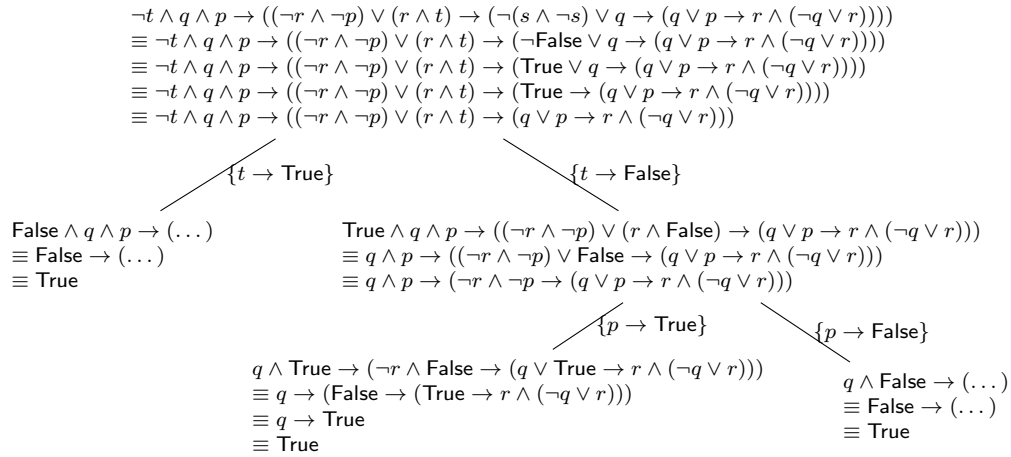 ¬t ∧ q ∧ p → ((¬r ∧ ¬p) ∨ (r ∧ t) → (¬(s ∧ ¬s) ∨ q → (q ∨ p → r ∧ (¬q ∨ r))))
≡ ¬t ∧ q ∧ p → ((¬r ∧ ¬p) ∨ (r ∧ t) → (¬False ∨ q → (q ∨ p → r ∧ (¬q ∨ r))))
≡ ¬t ∧ q ∧ p → ((¬r ∧ ¬p) ∨ (r ∧ t) → (True ∨ q → (q ∨ p → r ∧ (¬q ∨ r))))
≡ ¬t ∧ q ∧ p → ((¬r ∧ ¬p) ∨ (r ∧ t) → (True → (q ∨ p → r ∧ (¬q ∨ r))))
≡ ¬t ∧ q ∧ p → ((¬r ∧ ¬p) ∨ (r ∧ t) → (q ∨ p → r ∧ (¬q ∨ r)))
{t → True}
{t → False}
False ∧ q ∧ p → (...)
≡ False → (...)
≡ True
True ∧ q ∧ p → ((¬r ∧ ¬p) ∨ (r ∧ False) → (q ∨ p → r ∧ (¬q ∨ r)))
≡ q ∧ p → ((¬r ∧ ¬p) ∨ False → (q ∨ p → r ∧ (¬q ∨ r)))
≡ q ∧ p → (¬r ∧ ¬p → (q ∨ p → r ∧ (¬q ∨ r)))
{p → True}
{p → False}
q ∧ True → (¬r ∧ False → (q ∨ True → r ∧ (¬q ∨ r)))
≡ q → (False → (True → r ∧ (¬q ∨ r)))
≡ q → True
≡ True
q ∧ False → (...)
≡ False → (...)
≡ True